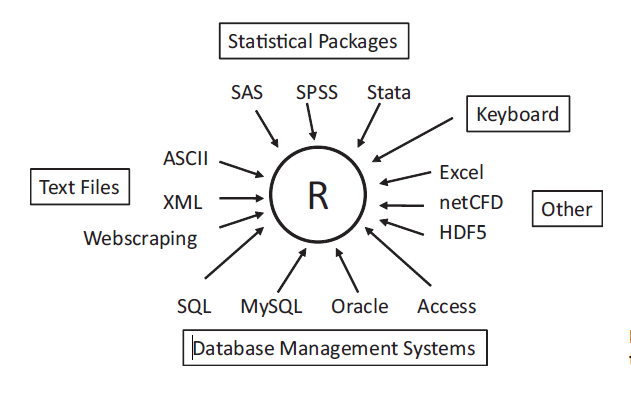 Statistical Packages
SAS SPSS Stata
Keyboard
ASCII
Excel
Text Files
XML
R
netCFD
Other
Webscraping
HDF5
SQL MySQL Oracle Access
Database Management Systems